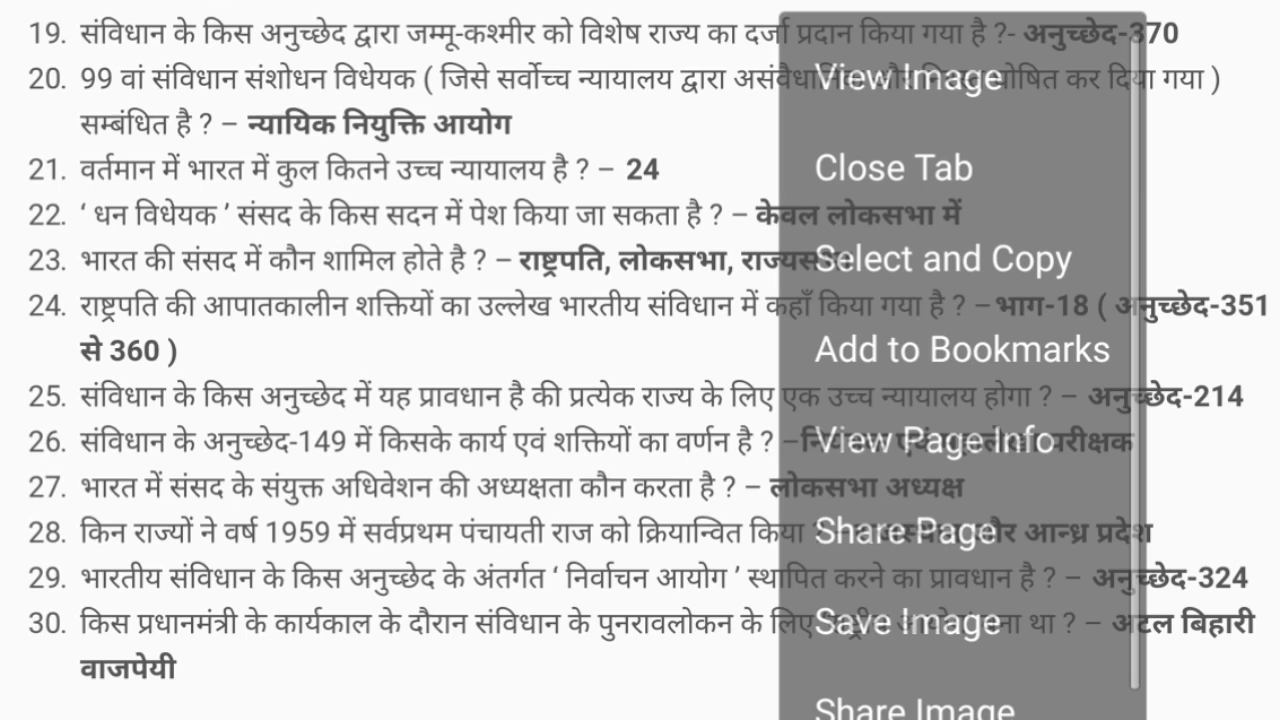 19. संविधान के किस अनुच्छेद द्वारा जम्मू-कश्मीर को विशेष राज्य का दर्जा प्रदान किया गया है ?- अनुच्छेद-370
20. 99 वां संविधान संशोधन विधेयक ( जिसे सर्वोच्च न्यायालय द्वारा कर दिया गया )
View Image
सम्बंधित है ? – न्यायिक नियुक्ति आयोग
21. वर्तमान में भारत में कुल कितने उच्च न्यायालय है ? – 24
Close Tab
22. ‘ धन विधेयक ’ संसद के किस सदन में पेश किया जा सकता है ? – केवल लोकसभा में
23. भारत की संसद में कौन शामिल होते है ? – राष्ट्रपति, लोकसभा,
Select and Copy
24. राष्ट्रपति की आपातकालीन शक्तियों का उल्लेख भारतीय संविधान में कहाँ किया गया है ? – भाग-18 ( अनुच्छेद-351
से 360 )
Add to Bookmarks
25. संविधान के किस अनुच्छेद में यह प्रावधान है की प्रत्येक राज्य के लिए एक उच्च न्यायालय होगा ? – अनुच्छेद-214
26. संविधान के अनुच्छेद-149 में किसके कार्य एवं शक्तियों का वर्णन है ? –
View Page Info
27. भारत में संसद के संयुक्त अधिवेशन की अध्यक्षता कौन करता है ? – लोकसभा अध्यक्ष
28. किन राज्यों ने वर्ष 1959 में सर्वप्रथम पंचायती राज को क्रियान्वित किया आन्ध्र प्रदेश
Share Page
29. भारतीय संविधान के किस अनुच्छेद के अंतर्गत ‘ निर्वाचन आयोग ’ स्थापित करने का प्रावधान है ? – अनुच्छेद-324
30. किस प्रधानमंत्री के कार्यकाल के दौरान संविधान के पुनरावलोकन के लिए था ? – अटल बिहारी
Save Image
वाजपेयी
Share Image